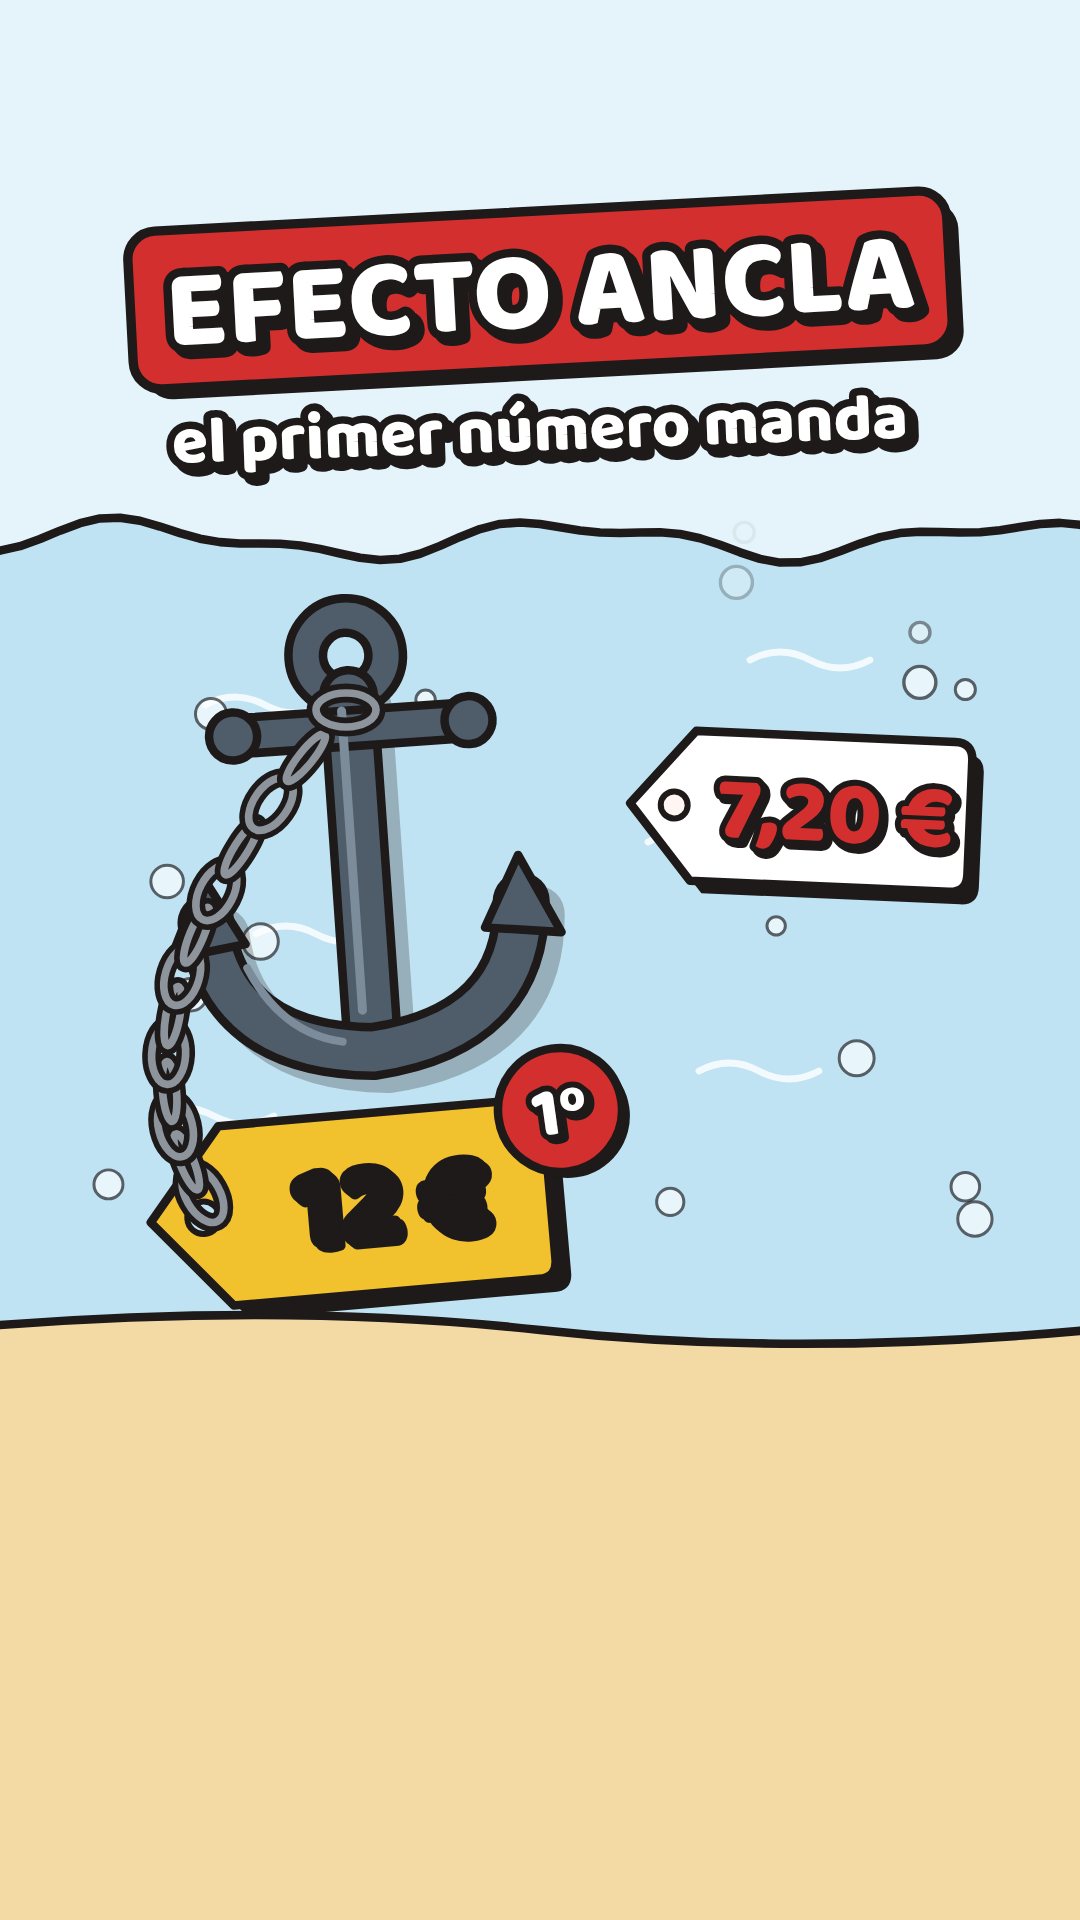 EFECTO ANCLA
el primer número manda
7,20 €
1º
12 €